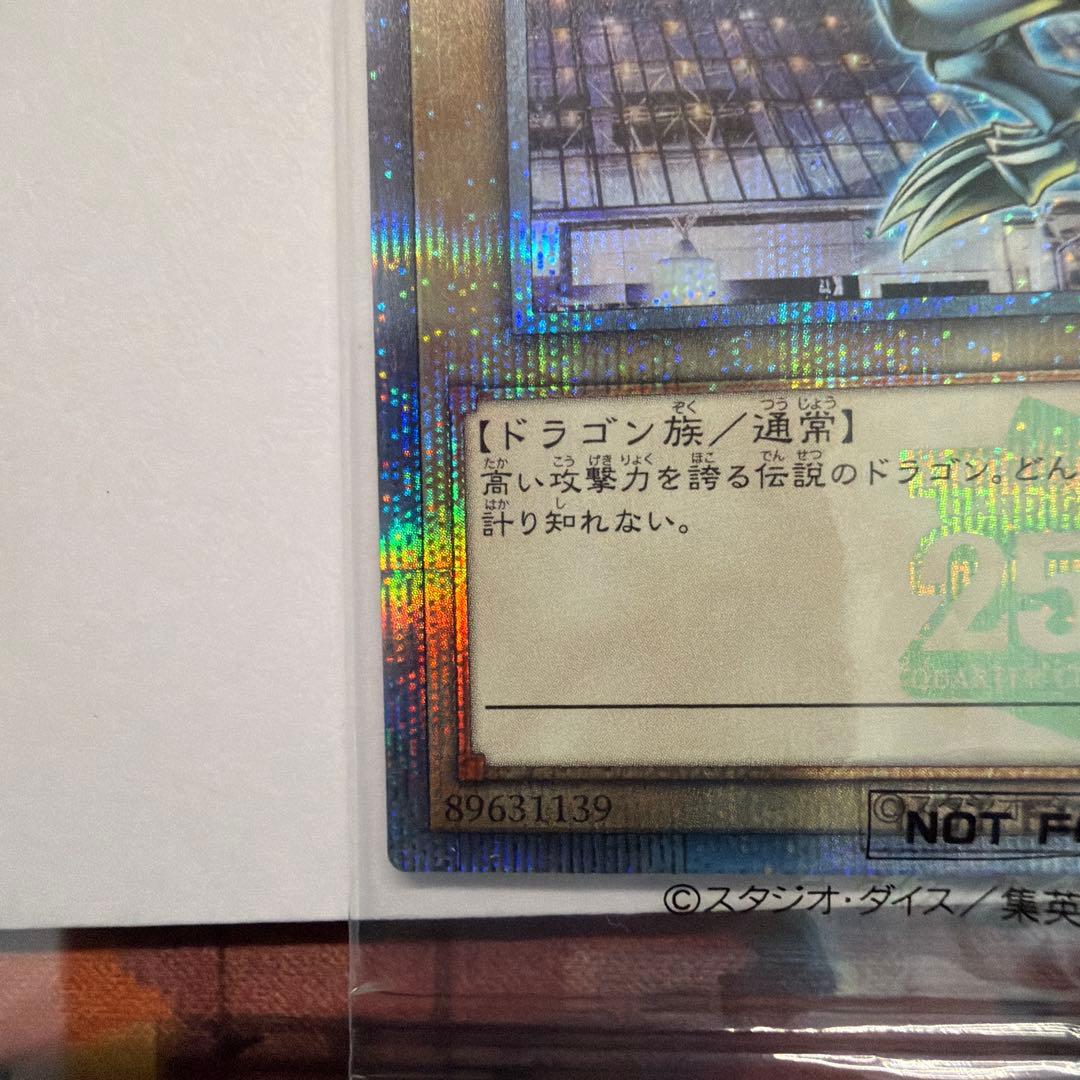 【ドラゴン族／通常】
高い攻撃力を誇る伝説のドラゴン。どん
計り知れない。
25
89631139
NOT
©スタジオ・ダイス／集英